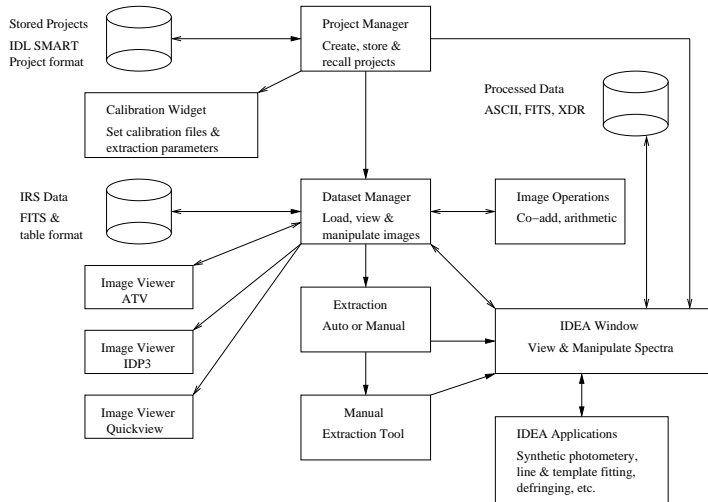 Stored Projects
IDL SMART
Project format
Project Manager
Create, store &
recall projects
Processed Data
ASCII, FITS, XDR
Calibration Widget
Set calibration files &
extraction parameters
IRS Data
FITS &
table format
Dataset Manager
Load, view &
manipulate images
Image Operations
Co−add, arithmetic
Image Viewer
ATV
Extraction
Auto or Manual
IDEA Window
View & Manipulate Spectra
Image Viewer
IDP3
Image Viewer
Quickview
Manual
Extraction Tool
IDEA Applications
Synthetic photometery,
line & template fitting,
defringing, etc.